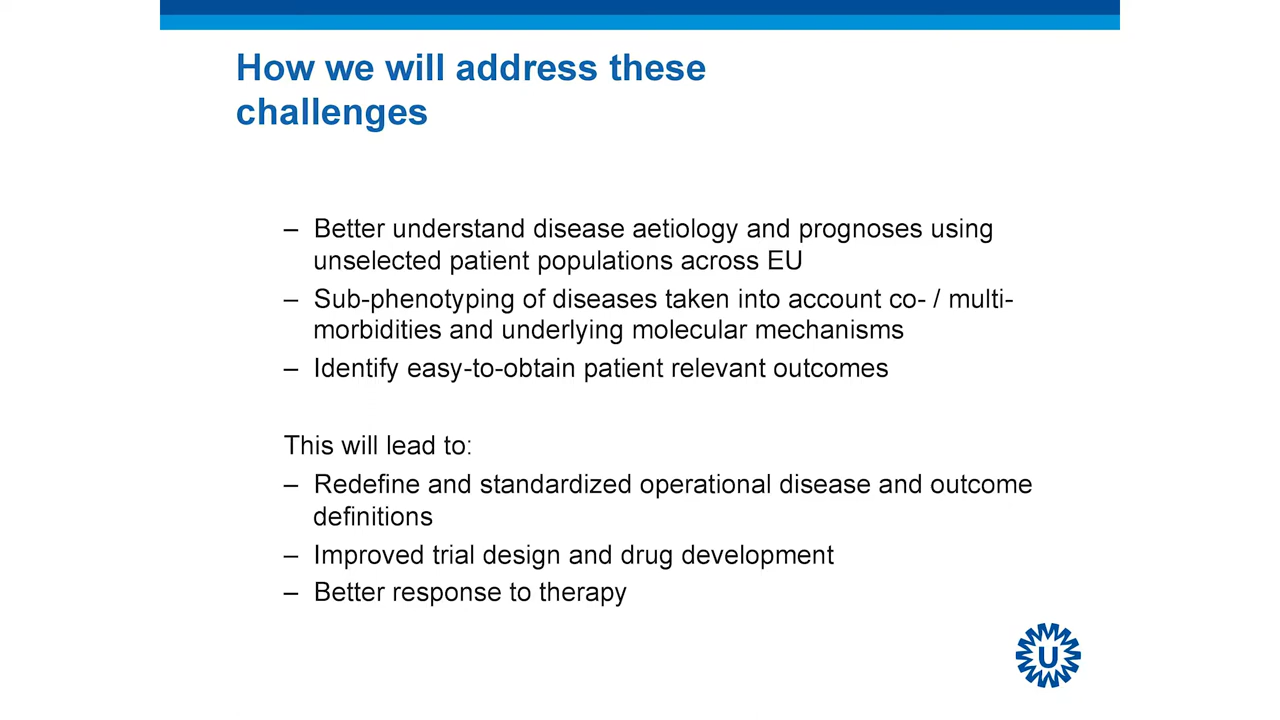 How we will address these
challenges
– Better understand disease aetiology and prognoses using
unselected patient populations across EU
– Sub-phenotyping of diseases taken into account co- / multi-
morbidities and underlying molecular mechanisms
– Identify easy-to-obtain patient relevant outcomes
This will lead to:
– Redefine and standardized operational disease and outcome
definitions
– Improved trial design and drug development
– Better response to therapy
U